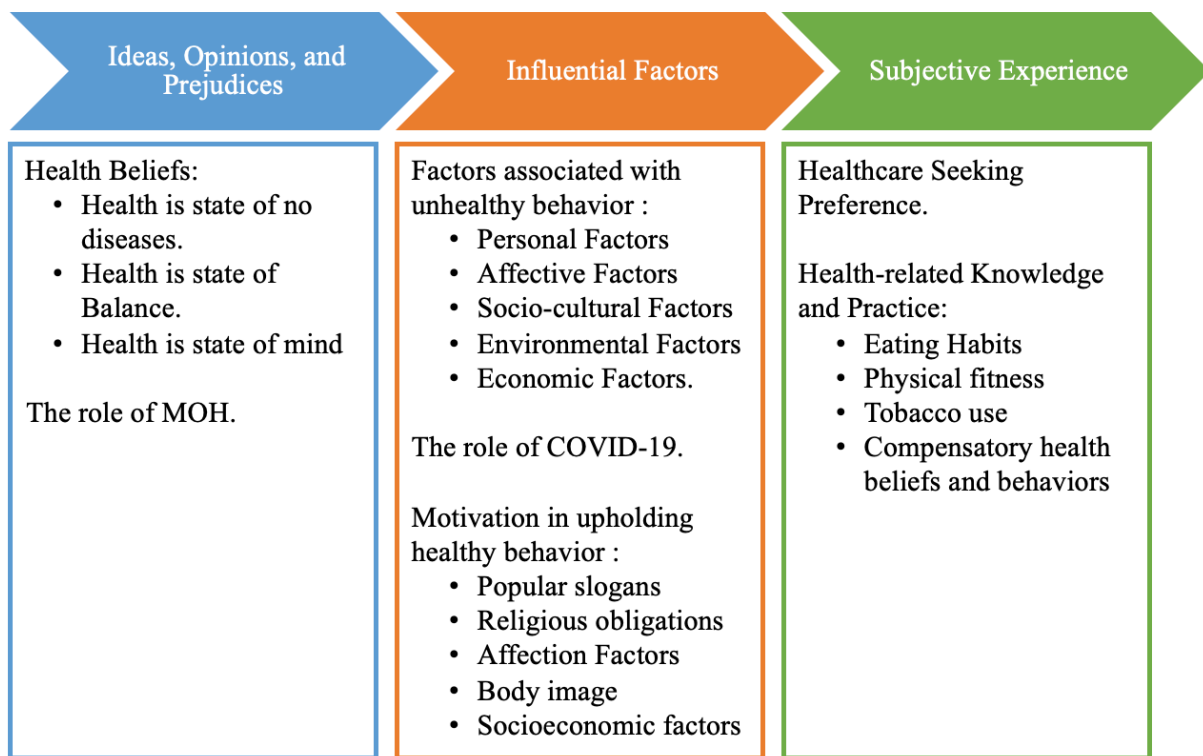 Ideas, Opinions, and
Prejudices
Influential Factors
Subjective Experience
Health Beliefs:
• Health is state of no
diseases.
• Health is state of
Balance.
• Health is state of mind
The role of MOH.
Factors associated with
unhealthy behavior :
• Personal Factors
• Affective Factors
• Socio-cultural Factors
• Environmental Factors
• Economic Factors.
The role of COVID-19.
Motivation in upholding
healthy behavior :
• Popular slogans
• Religious obligations
• Affection Factors
• Body image
• Socioeconomic factors
Healthcare Seeking
Preference.
Health-related Knowledge
and Practice:
• Eating Habits
• Physical fitness
• Tobacco use
• Compensatory health
beliefs and behaviors